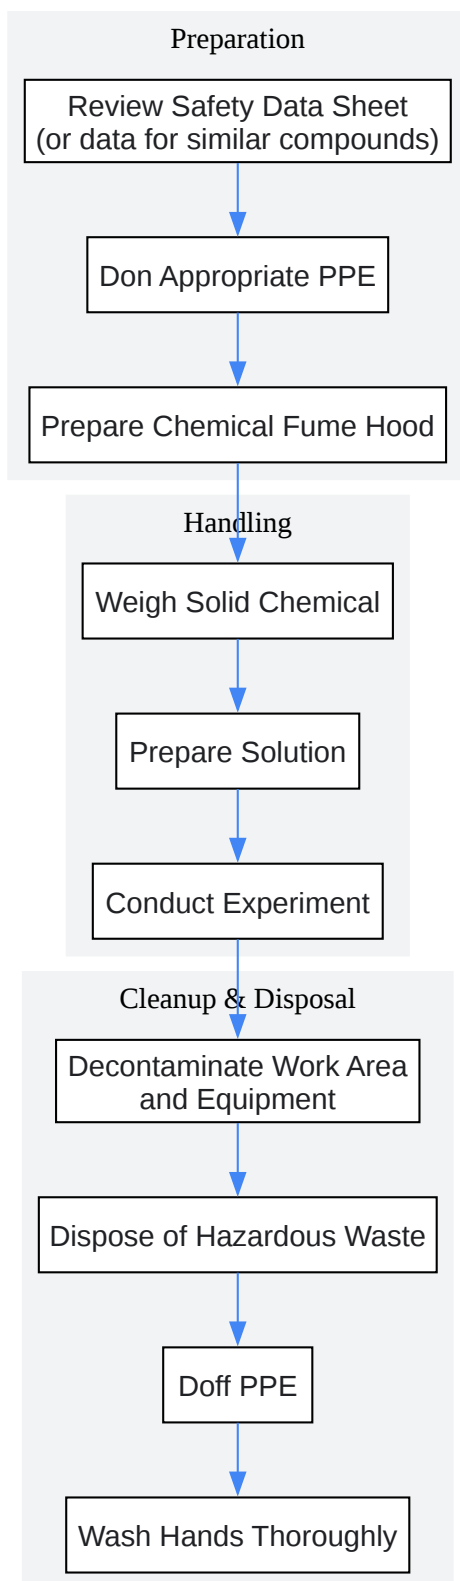 Preparation
Review Safety Data Sheet
(or data for similar compounds)
Don Appropriate PPE
Prepare Chemical Fume Hood
Handling
Weigh Solid Chemical
Prepare Solution
Conduct Experiment
Cleanup & Disposal
Decontaminate Work Area
and Equipment
Dispose of Hazardous Waste
Doff PPE
Wash Hands Thoroughly